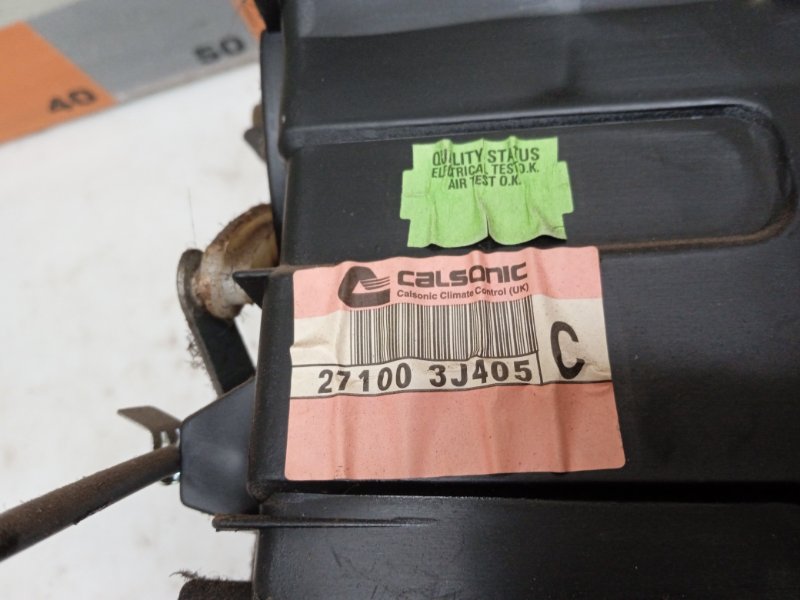 40 50
QUALITY STATUS
ELECTRICAL TEST O.K.
AIR TEST O.K.
CALSONIC
Calsonic Climate Control (UK)
27100 3J405
C